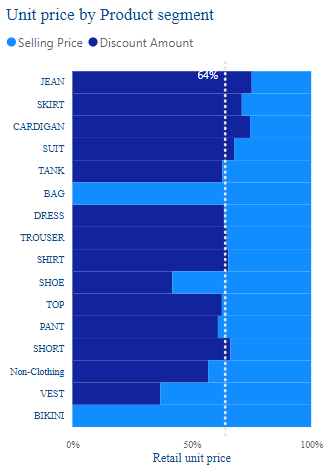 Unit price by Product segment
Selling Price Discount Amount
64%
JEAN
SKIRT
CARDIGAN
SUIT
TANK
BAG
DRESS
TROUSER
SHIRT
SHOE
TOP
PANT
SHORT
Non-Clothing
VEST
BIKINI
0% 50% 100%
Retail unit price